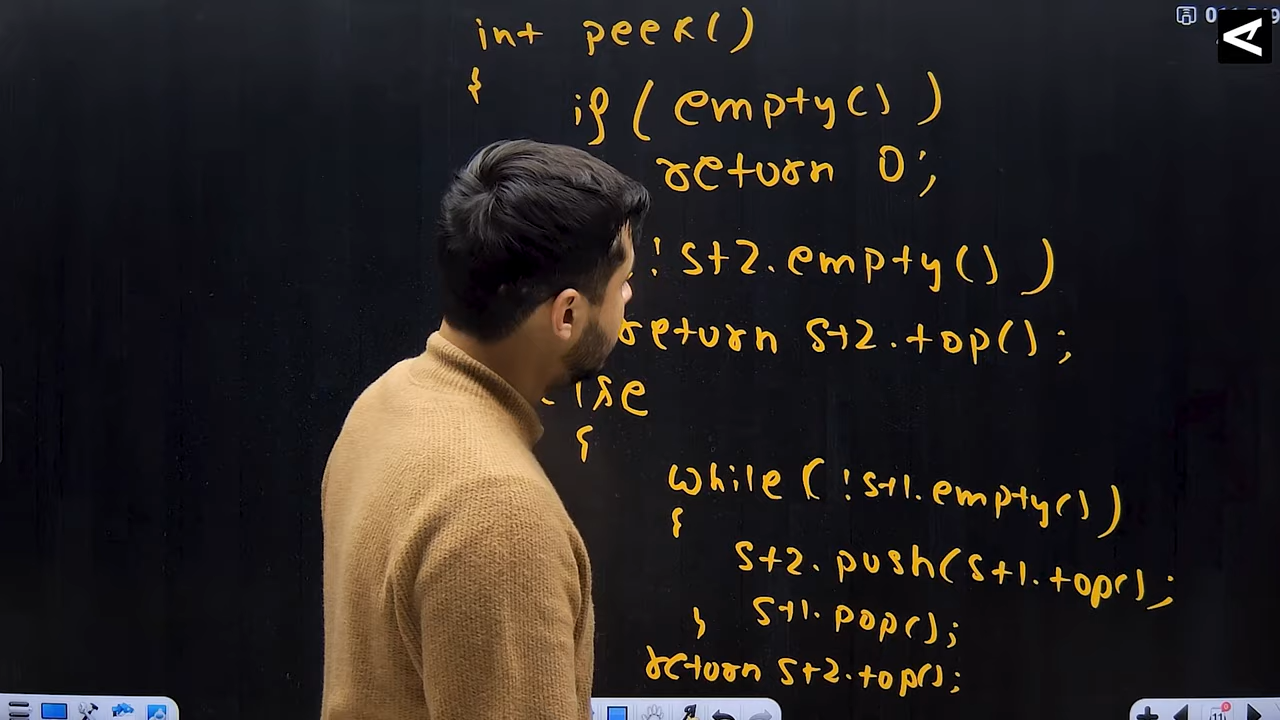 int peek()
{
if ( empty() )
return 0;
! st2.empty() )
return st2.top();
else
{
while ( !st1.empty() )
{
st2.push(st1.top();
} st1.pop();
return st2.top();